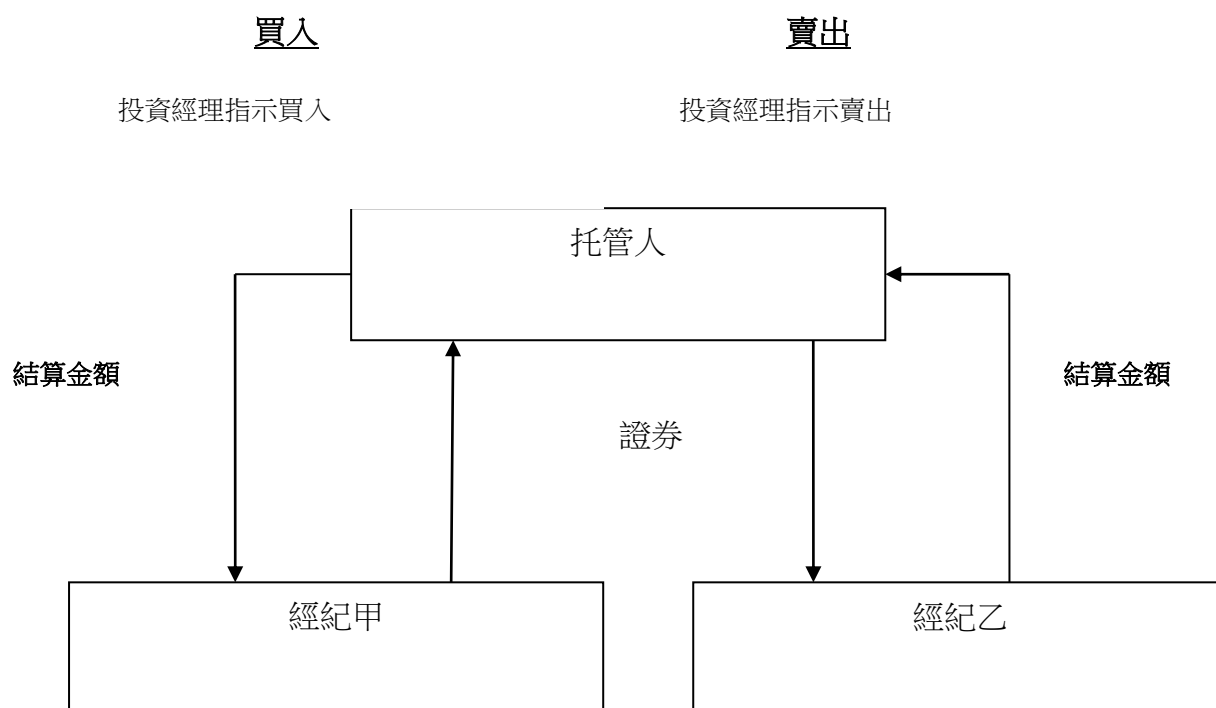 買入
賣出
投資經理指示買入
投資經理指示賣出
托管人
結算金額
結算金額
證券
經紀甲
經紀乙